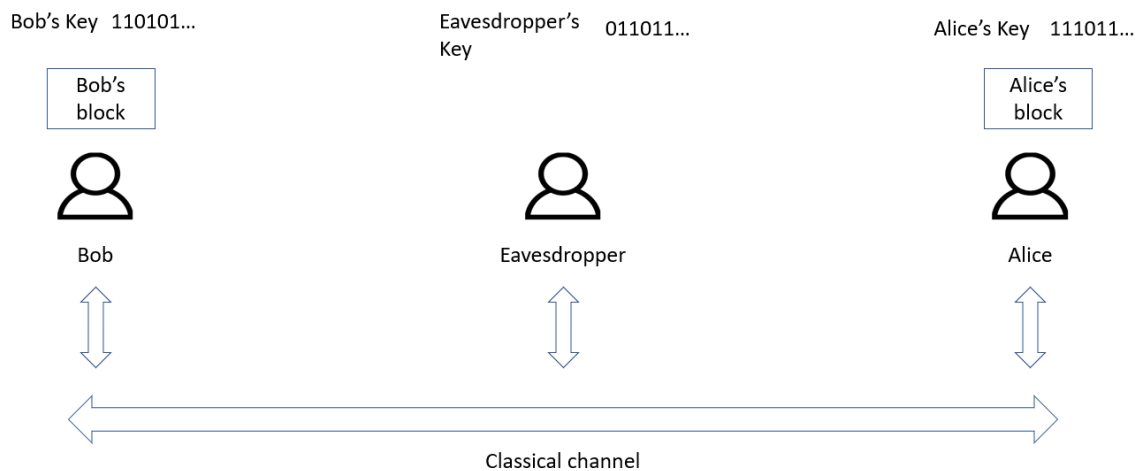 Bob's Key 110101...
Eavesdropper's
Key
011011...
Alice's Key 111011...
Bob's
block
Alice's
block
Bob
Eavesdropper
Alice
Classical channel